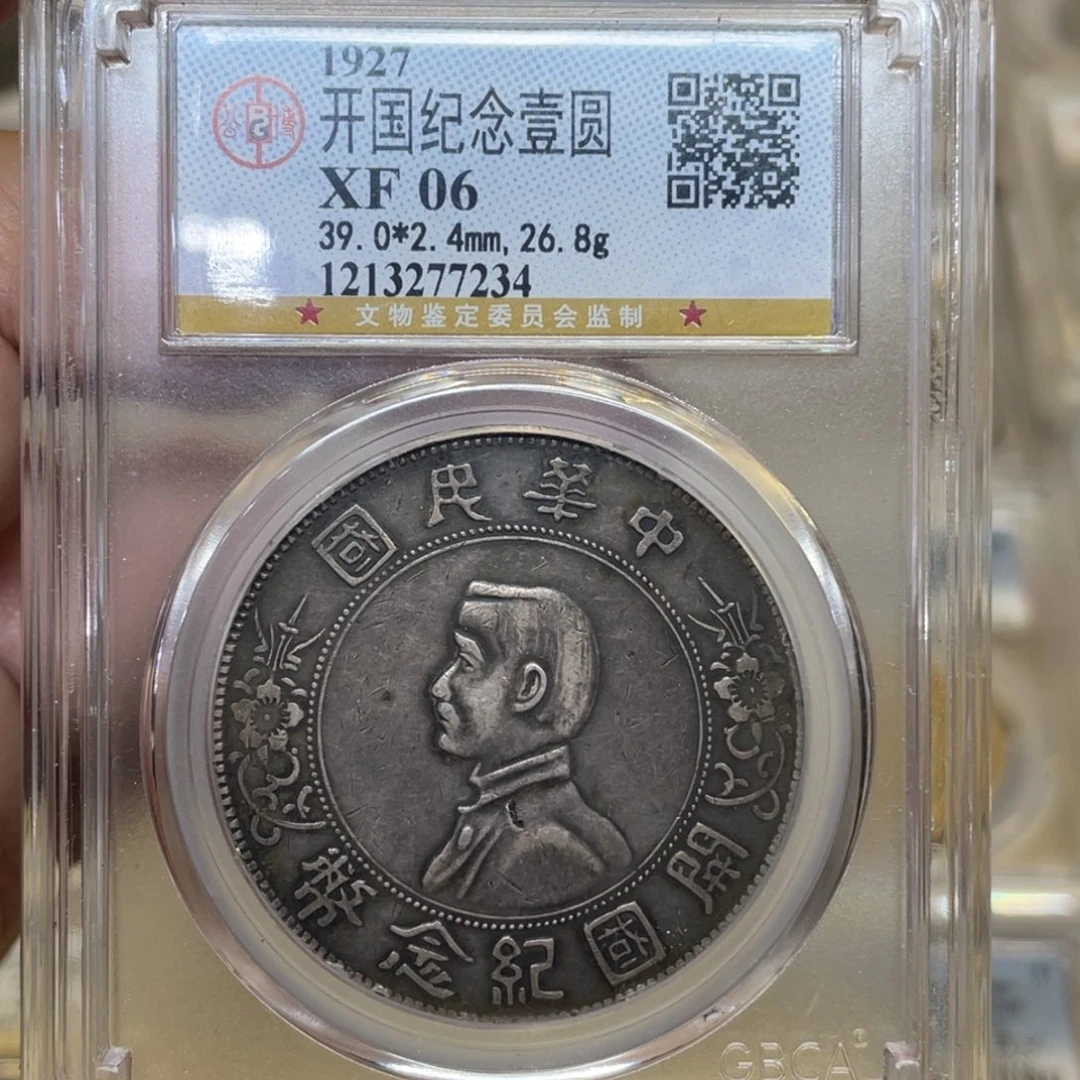 1927
开国纪念壹圆
XF 06
39.0*2.4mm, 26.8g
1213277234
★ 文物鉴定委员会监制 ★
中華民國
開國紀念幣
GBCA